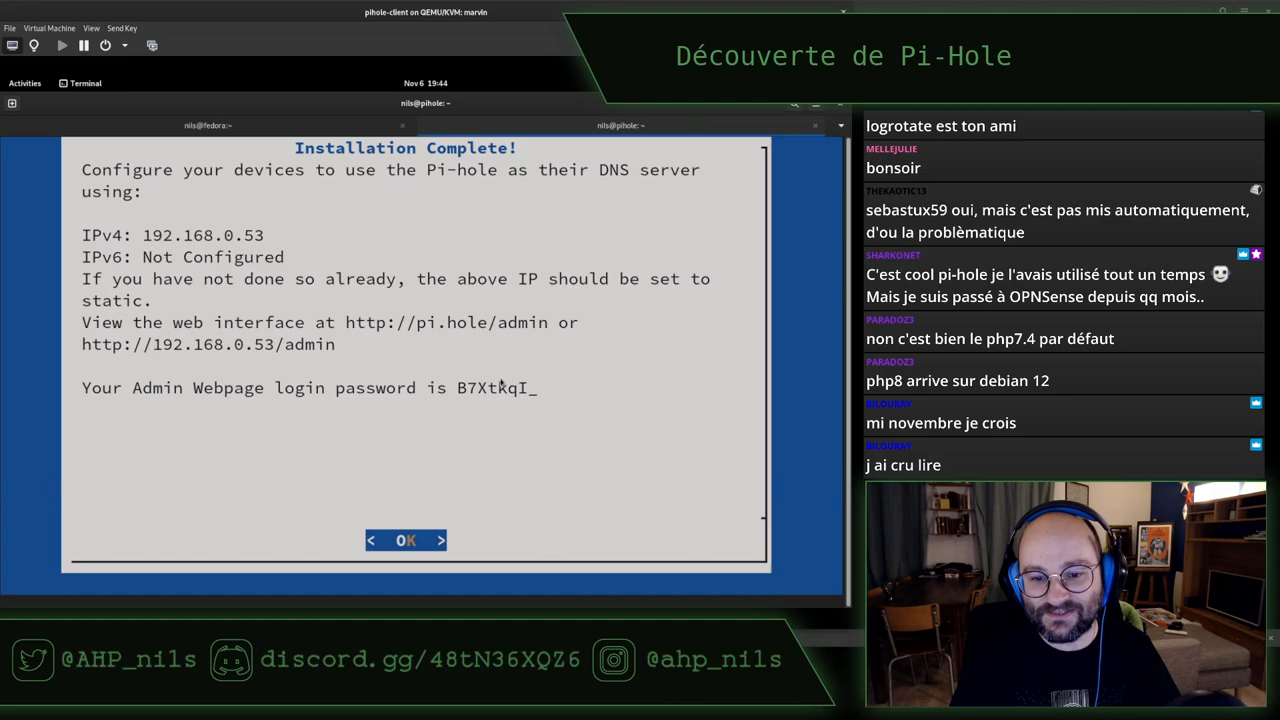 pihole-client on QEMU/KVM: marvin
File Virtual Machine View Send Key
Découverte de Pi-Hole
Activities
Terminal
Nov 6 19:44
nils@pihole: ~
nils@fedora:~
nils@pihole: ~
Installation Complete!
Configure your devices to use the Pi-hole as their DNS server
using:
IPv4: 192.168.0.53
IPv6: Not Configured
If you have not done so already, the above IP should be set to
static.
View the web interface at http://pi.hole/admin or
http://192.168.0.53/admin
Your Admin Webpage login password is B7XtkqI_
< OK >
logrotate est ton ami
MELLEJULIE
bonsoir
THEKAOTIC13
sebastux59 oui, mais c'est pas mis automatiquement,
d'ou la problèmatique
SHARKONET
C'est cool pi-hole je l'avais utilisé tout un temps
Mais je suis passé à OPNSense depuis qq mois..
PARADOZ3
non c'est bien le php7.4 par défaut
PARADOZ3
php8 arrive sur debian 12
BILOURAY
mi novembre je crois
BILOURAY
j ai cru lire
@AHP_nils
discord.gg/48tN36XQZ6
@ahp_nils